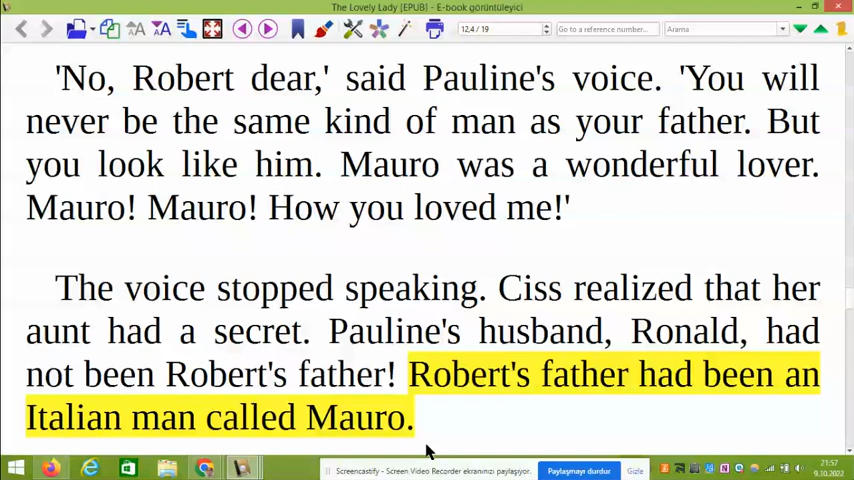 The Lovely Lady [EPUB] - E-book görüntüleyici
12,4 / 19
Go to a reference number...
Arama
'No, Robert dear,' said Pauline's voice. 'You will
never be the same kind of man as your father. But
you look like him. Mauro was a wonderful lover.
Mauro! Mauro! How you loved me!'
The voice stopped speaking. Ciss realized that her
aunt had a secret. Pauline's husband, Ronald, had
not been Robert's father! Robert's father had been an
Italian man called Mauro.
Screencastify - Screen Video Recorder ekranınızı paylaşıyor.
Paylaşmayı durdur
Gizle
21:57
9.10.2022